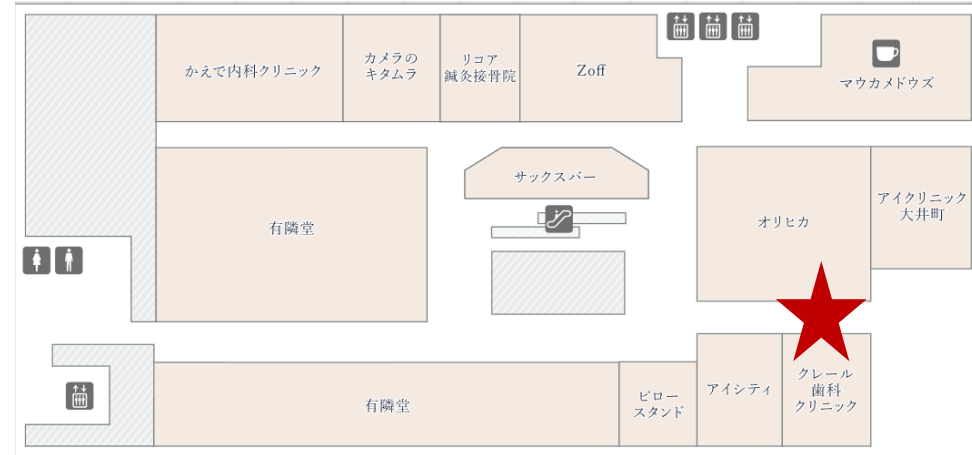 かえで内科クリニック
カメラの
キタムラ
リコア
鍼灸接骨院
Zoff
マウカメドウズ
サックスバー
有隣堂
オリヒカ
アイクリニック
大井町
有隣堂
ピロー
スタンド
アイシティ
クレール
歯科
クリニック